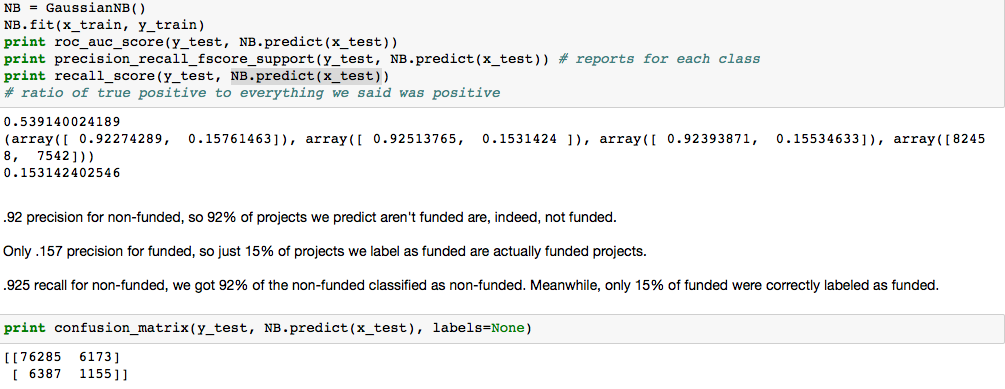 NB = GaussianNB()
NB.fit(x_train, y_train)
print roc_auc_score(y_test, NB.predict(x_test))
print precision_recall_fscore_support(y_test, NB.predict(x_test)) # reports for each class
print recall_score(y_test, NB.predict(x_test))
# ratio of true positive to everything we said was positive
0.539140024189
(array([ 0.92274289,  0.15761463]), array([ 0.92513765,  0.1531424 ]), array([ 0.92393871,  0.15534633]), array([8245
8,  7542]))
0.153142402546
.92 precision for non-funded, so 92% of projects we predict aren't funded are, indeed, not funded.
Only .157 precision for funded, so just 15% of projects we label as funded are actually funded projects.
.925 recall for non-funded, we got 92% of the non-funded classified as non-funded. Meanwhile, only 15% of funded were correctly labeled as funded.
print confusion_matrix(y_test, NB.predict(x_test), labels=None)
[[76285  6173]
 [ 6387  1155]]